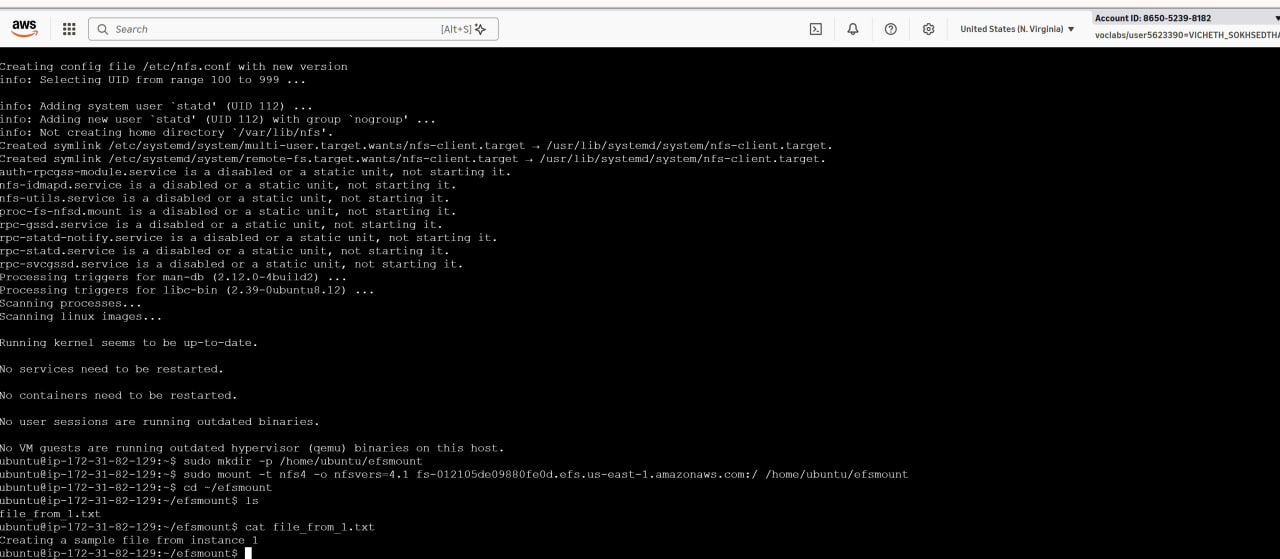 aws
Search
[Alt+S]
United States (N. Virginia)
Account ID: 8650-5239-8182
voclabs/user5623390=VICHETH_SOKHSEDTHA
Creating config file /etc/nfs.conf with new version
info: Selecting UID from range 100 to 999 ...
info: Adding system user `statd' (UID 112) ...
info: Adding new user `statd' (UID 112) with group `nogroup' ...
info: Not creating home directory `/var/lib/nfs'.
Created symlink /etc/systemd/system/multi-user.target.wants/nfs-client.target → /usr/lib/systemd/system/nfs-client.target.
Created symlink /etc/systemd/system/remote-fs.target.wants/nfs-client.target → /usr/lib/systemd/system/nfs-client.target.
auth-rpcgss-module.service is a disabled or a static unit, not starting it.
nfs-idmapd.service is a disabled or a static unit, not starting it.
nfs-utils.service is a disabled or a static unit, not starting it.
proc-fs-nfsd.mount is a disabled or a static unit, not starting it.
rpc-gssd.service is a disabled or a static unit, not starting it.
rpc-statd-notify.service is a disabled or a static unit, not starting it.
rpc-statd.service is a disabled or a static unit, not starting it.
rpc-svcgssd.service is a disabled or a static unit, not starting it.
Processing triggers for man-db (2.12.0-4build2) ...
Processing triggers for libc-bin (2.39-0ubuntu8.12) ...
Scanning processes...
Scanning linux images...
Running kernel seems to be up-to-date.
No services need to be restarted.
No containers need to be restarted.
No user sessions are running outdated binaries.
No VM guests are running outdated hypervisor (qemu) binaries on this host.
ubuntu@ip-172-31-82-129:~$ sudo mkdir -p /home/ubuntu/efsmount
ubuntu@ip-172-31-82-129:~$ sudo mount -t nfs4 -o nfsvers=4.1 fs-012105de09880fe0d.efs.us-east-1.amazonaws.com:/ /home/ubuntu/efsmount
ubuntu@ip-172-31-82-129:~$ cd ~/efsmount
ubuntu@ip-172-31-82-129:~/efsmount$ ls
file_from_1.txt
ubuntu@ip-172-31-82-129:~/efsmount$ cat file_from_1.txt
Creating a sample file from instance 1
ubuntu@ip-172-31-82-129:~/efsmount$